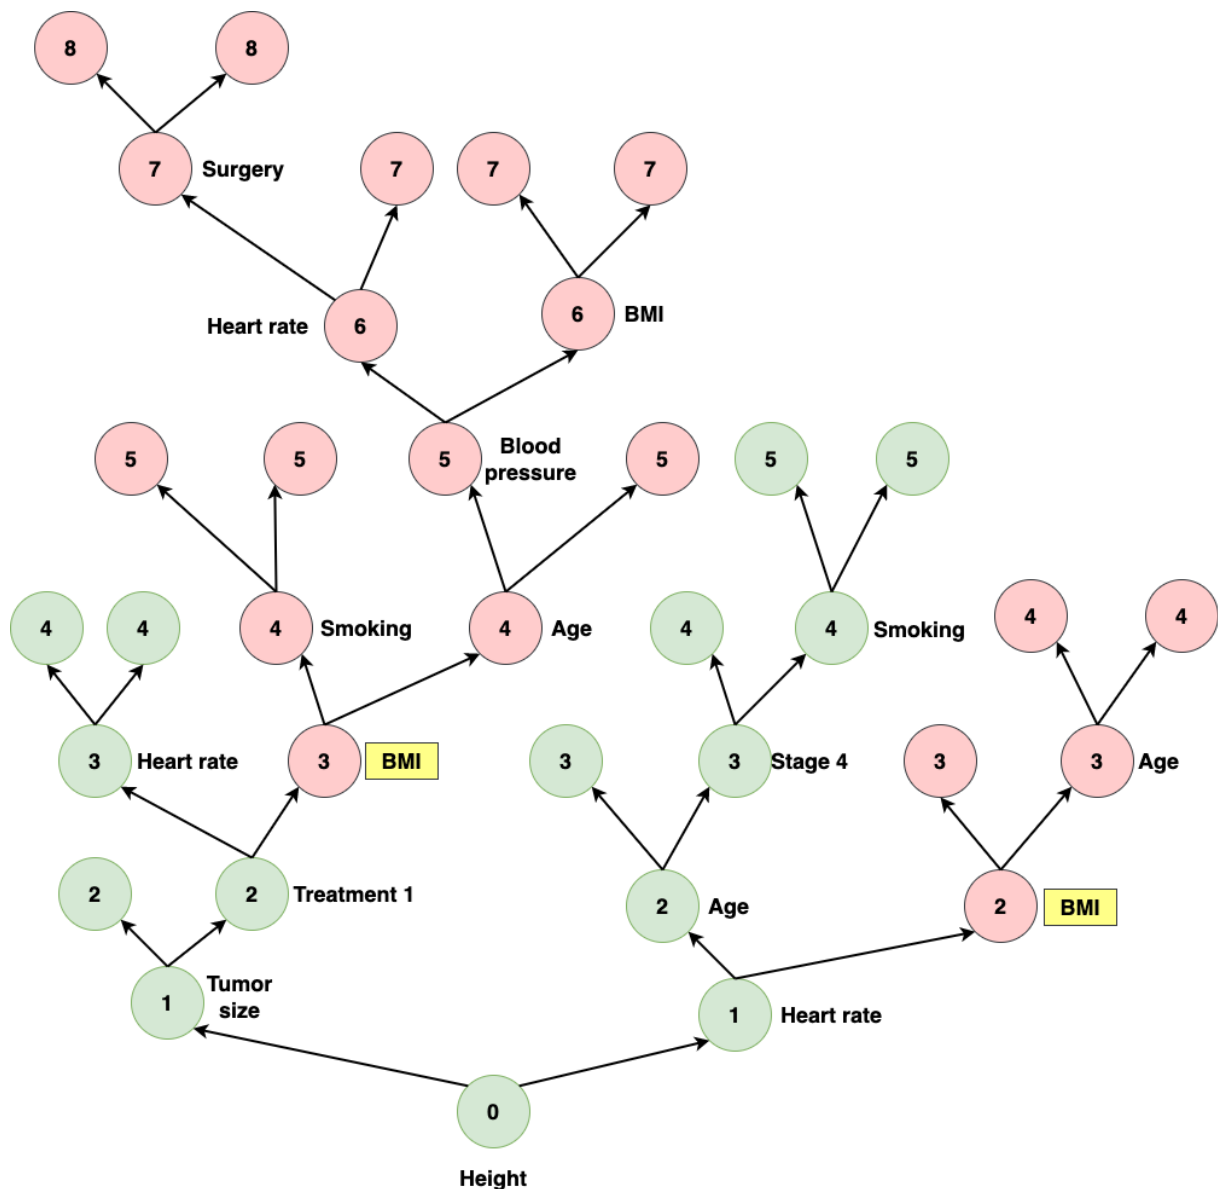 8 8
7 Surgery 7 7 7
Heart rate 6 6 BMI
5 5 5 Blood
pressure 5 5 5
4 4 4 Smoking 4 Age 4 4 Smoking 4 4
3 Heart rate 3 BMI 3 3 Stage 4 3 3 Age
2 2 Treatment 1 2 Age 2 BMI
1 Tumor
size 1 Heart rate
0
Height